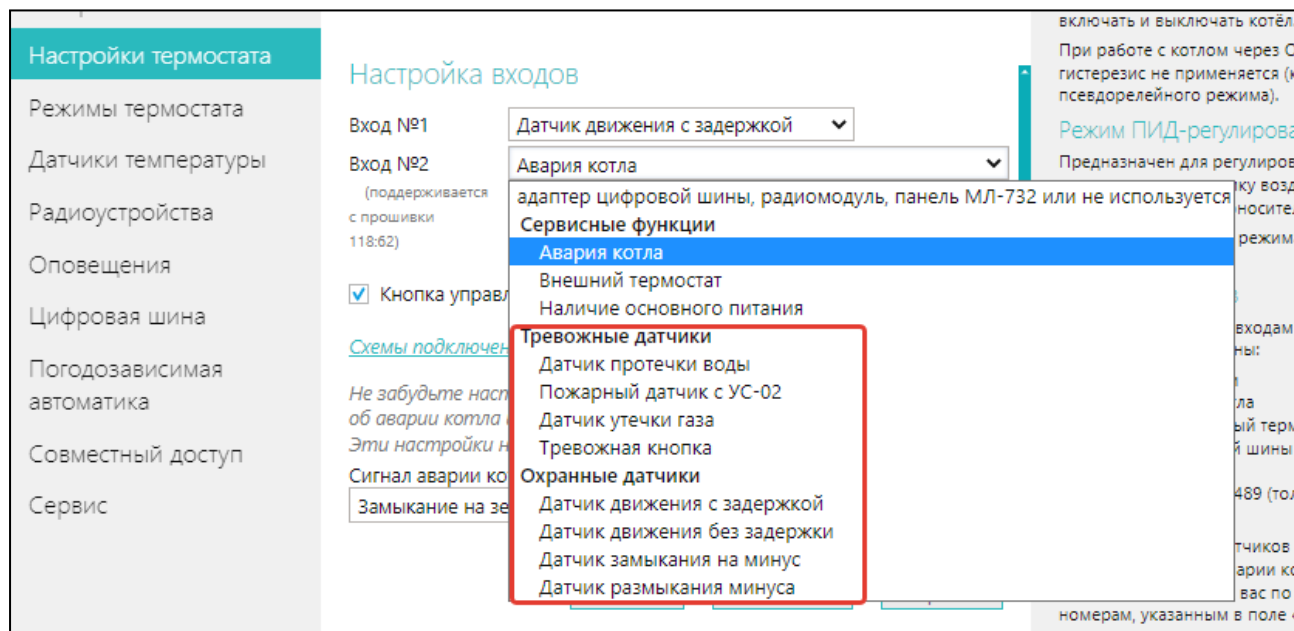 Настройки термостата
Режимы термостата
Датчики температуры
Радиоустройства
Оповещения
Цифровая шина
Погодозависимая
автоматика
Совместный доступ
Сервис
Настройка входов
Вход №1
Датчик движения с задержкой
Вход №2
Авария котла
(поддерживается
с прошивки
118:62)
адаптер цифровой шины, радиомодуль, панель МЛ-732 или не используется
Сервисные функции
Авария котла
Внешний термостат
Наличие основного питания
Тревожные датчики
Датчик протечки воды
Пожарный датчик с УС-02
Датчик утечки газа
Тревожная кнопка
Охранные датчики
Датчик движения с задержкой
Датчик движения без задержки
Датчик замыкания на минус
Датчик размыкания минуса
Кнопка управл
Схемы подключен
Не забудьте наст
об аварии котла
Эти настройки н
Сигнал аварии ко
Замыкание на зе
включать и выключать котёл
При работе с котлом через
гистерезис не применяется
псевдорелейного режима).
Режим ПИД-регулирова
Предназначен для регулиров
ку возд
носител
режим
входам
ны:
ла
ый терм
й шины
489 (тол
тчиков
арии ко
вас по
номерам, указанным в поле